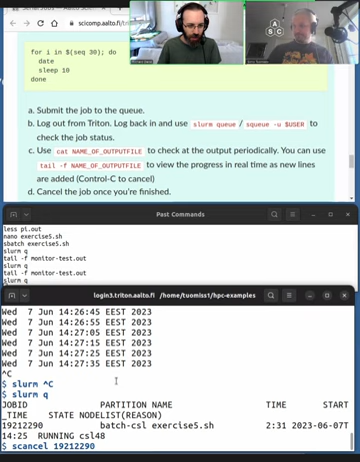 scicomp.aalto.fi/tri
for i in $(seq 30); do
date
sleep 10
done
a. Submit the job to the queue.
b. Log out from Triton. Log back in and use slurm queue / squeue -u $USER to
check the job status.
c. Use cat NAME_OF_OUTPUTFILE to check at the output periodically. You can use
tail -f NAME_OF_OUTPUTFILE to view the progress in real time as new lines
are added (Control-C to cancel)
d. Cancel the job once you're finished.
A
S C
Past Commands
less pi.out
nano exercise5.sh
sbatch exercise5.sh
slurm q
tail -f monitor-test.out
slurm q
tail -f monitor-test.out
slurm q
login3.triton.aalto.fi /home/tuomiss1/hpc-examples
Wed 7 Jun 14:26:45 EEST 2023
Wed 7 Jun 14:26:55 EEST 2023
Wed 7 Jun 14:27:05 EEST 2023
Wed 7 Jun 14:27:15 EEST 2023
Wed 7 Jun 14:27:25 EEST 2023
Wed 7 Jun 14:27:35 EEST 2023
^C
$ slurm ^C
$ slurm q
JOBID PARTITION NAME TIME START
_TIME STATE NODELIST(REASON)
19212290 batch-csl exercise5.sh 2:31 2023-06-07T
14:25 RUNNING csl48
$ scancel 19212290